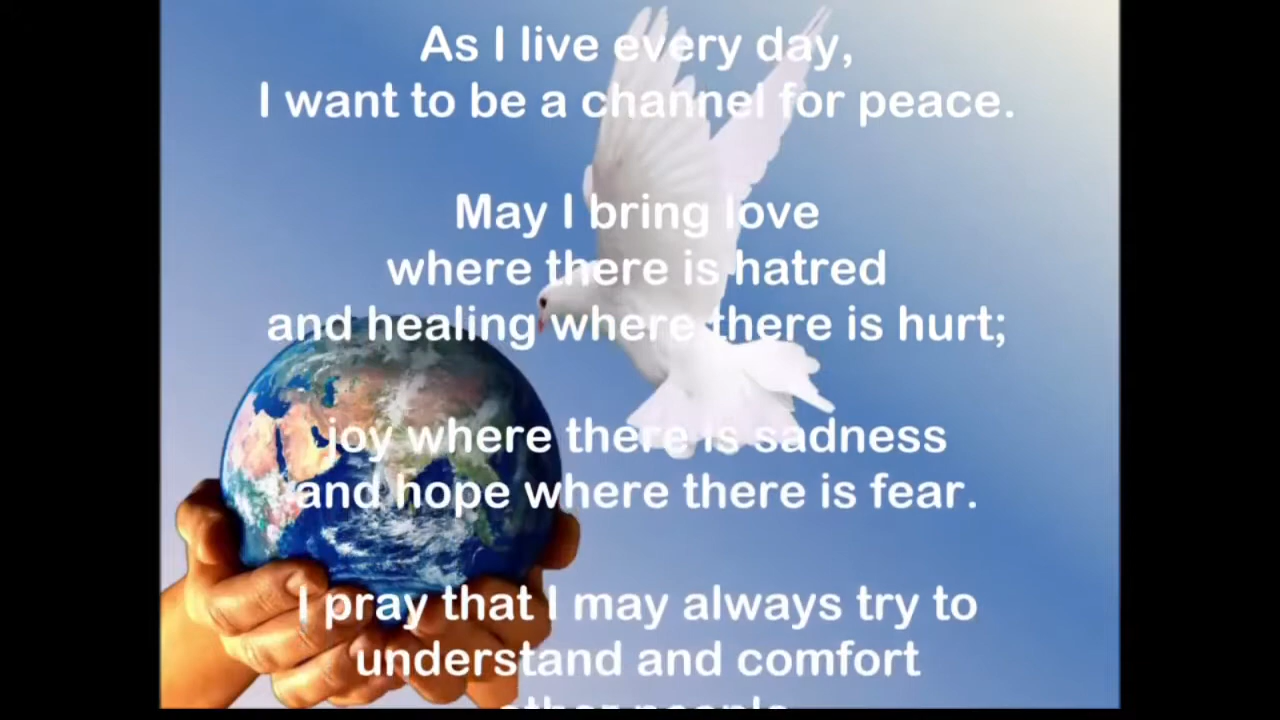 As I live every day,
I want to be a channel for peace.
May I bring love
where there is hatred
and healing where there is hurt;
joy where there is sadness
and hope where there is fear.
I pray that I may always try to
understand and comfort
other people